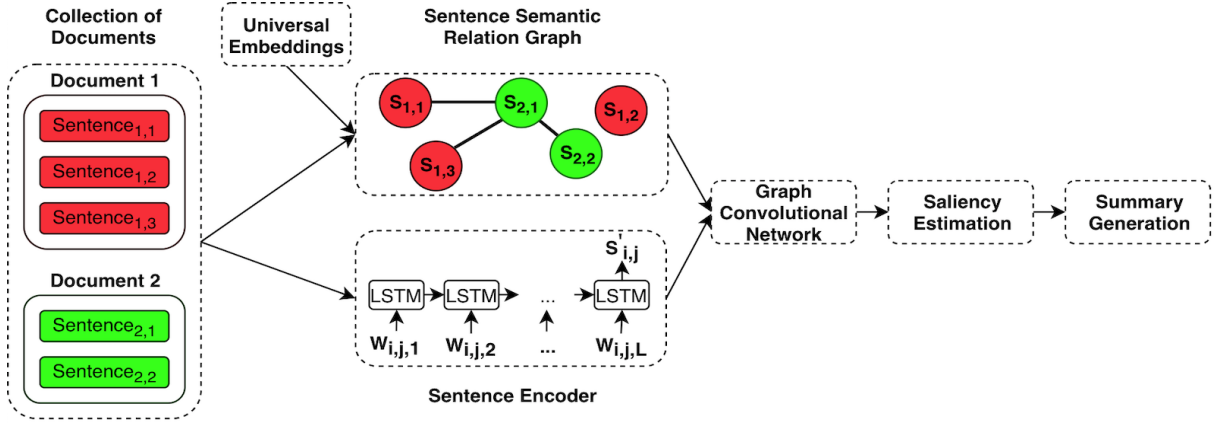 Collection of
Documents
Document 1
Sentence1,1
Sentence1,2
Sentence1,3
Document 2
Sentence2,1
Sentence2,2
Universal
Embeddings
Sentence Semantic
Relation Graph
S1,1
S2,1
S1,2
S1,3
S2,2
S'i,j
LSTM
LSTM
...
LSTM
Wi,j,1
Wi,j,2
...
Wi,j,L
Sentence Encoder
Graph
Convolutional
Network
Saliency
Estimation
Summary
Generation